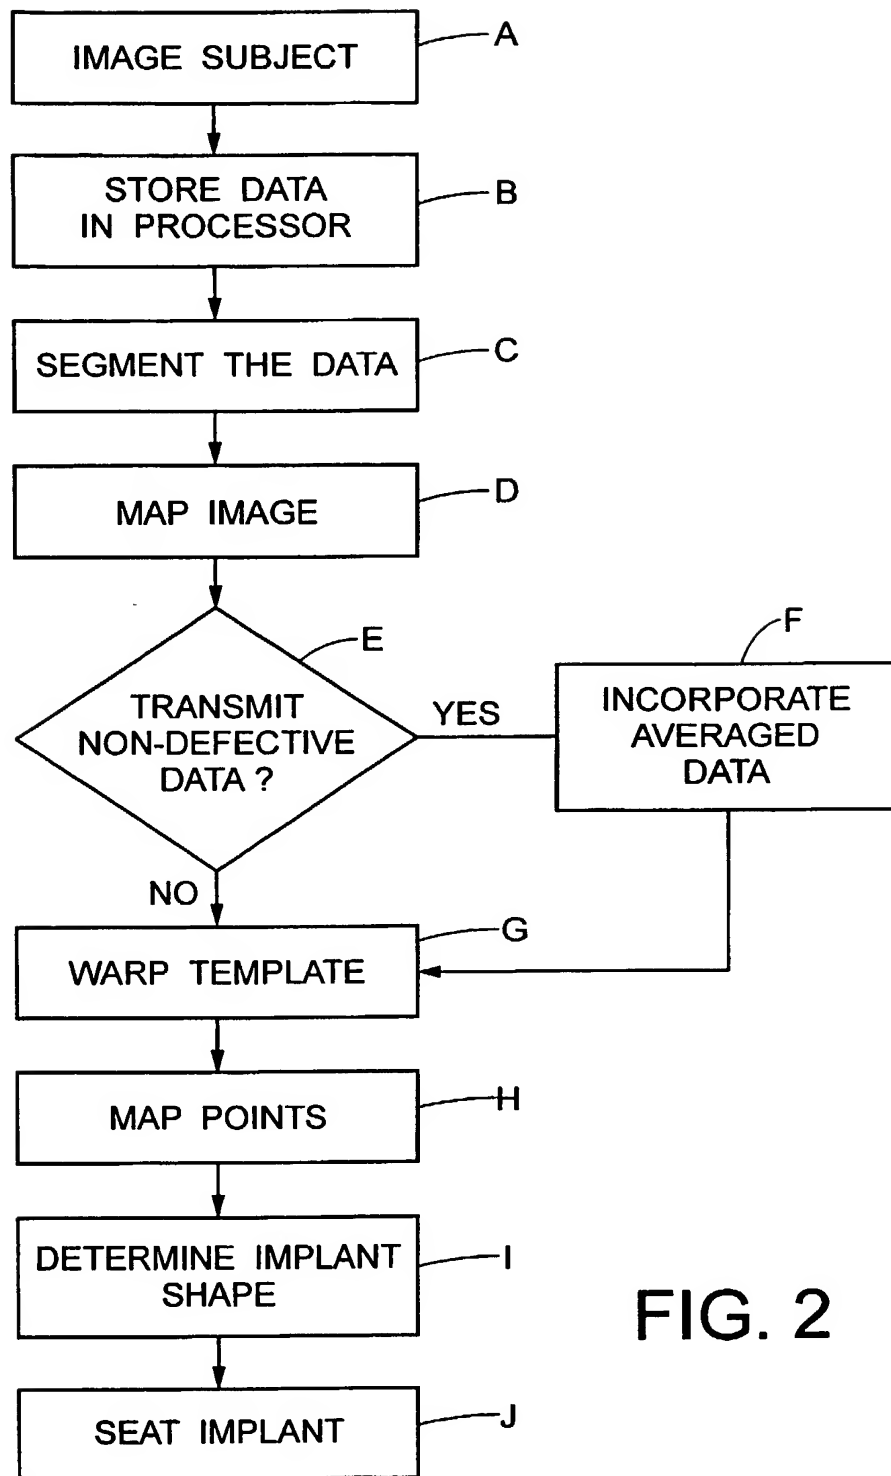 IMAGE SUBJECT
A
STORE DATA
IN PROCESSOR
B
SEGMENT THE DATA
C
MAP IMAGE
D
E
TRANSMIT
NON-DEFECTIVE
DATA ?
YES
F
INCORPORATE
AVERAGED
DATA
NO
G
WARP TEMPLATE
MAP POINTS
H
DETERMINE IMPLANT
SHAPE
I
FIG. 2
SEAT IMPLANT
J